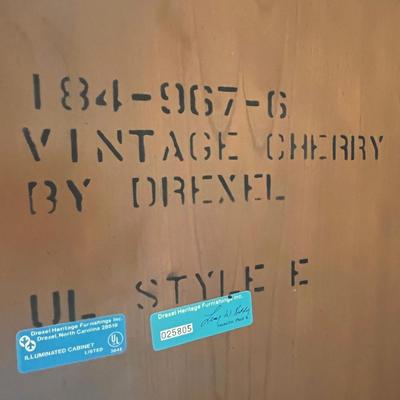 184-967-6
VINTAGE CHERRY
BY DREXEL
UL STYLE E
Drexel Heritage Furnishings Inc.
Drexel, North Carolina 28619
UL
ILLUMINATED CABINET
LISTED
Drexel Heritage Furnishings Inc.
025805